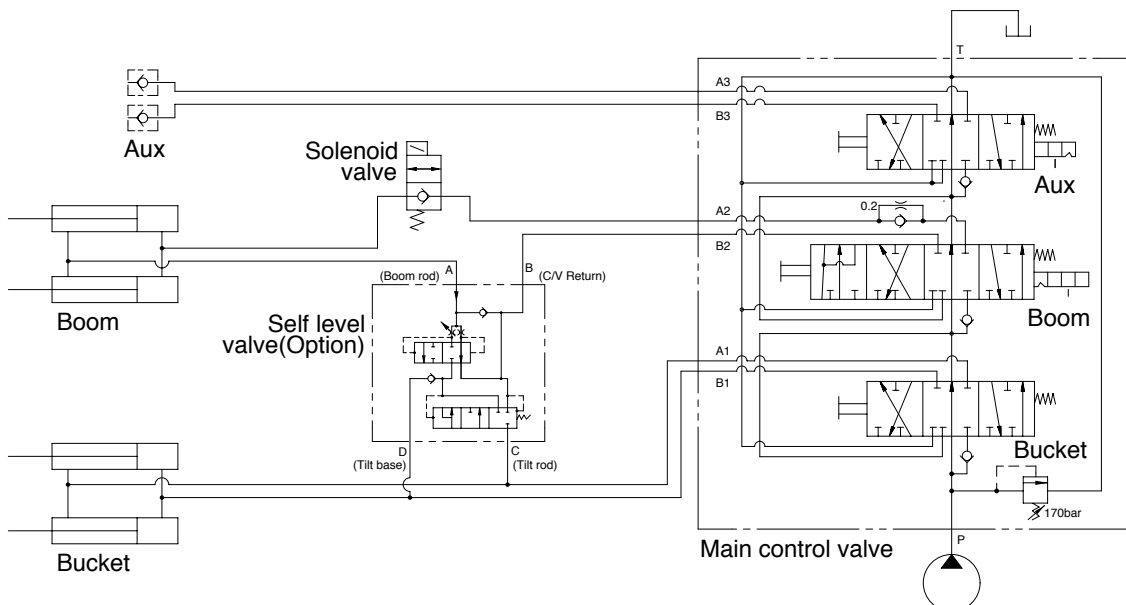 T
A3
B3
Aux
Solenoid
valve
Aux
A2
0.2
B2
A
B
(Boom rod)
(C/V Return)
Boom
Self level
valve(Option)
Boom
A1
B1
D
(Tilt base)
C
(Tilt rod)
Bucket
170bar
Bucket
Main control valve
P